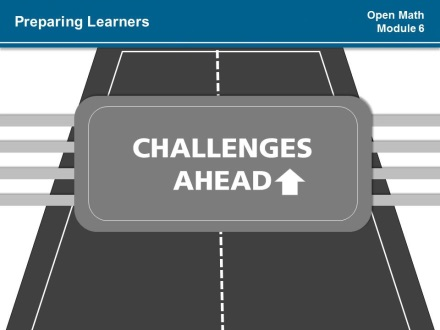 Preparing Learners
Open Math
Module 6
CHALLENGES
AHEAD